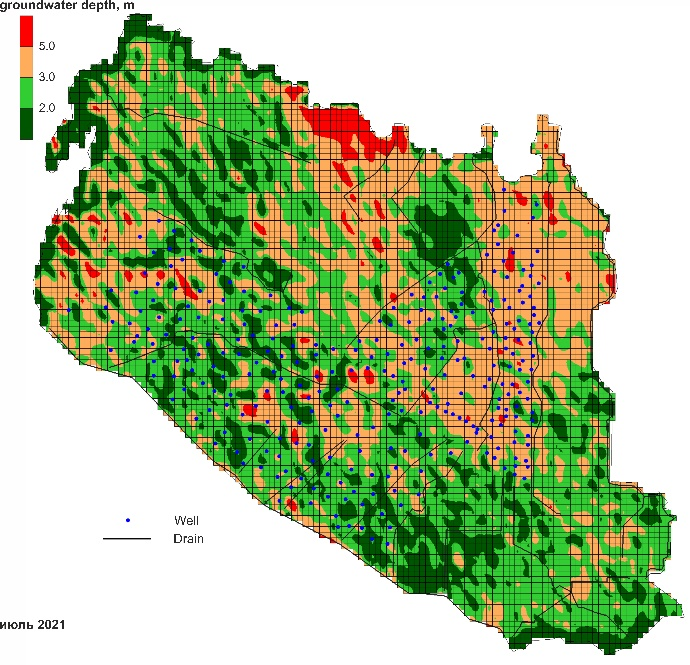 groundwater depth, m
5.0
3.0
2.0
Well
Drain
июль 2021